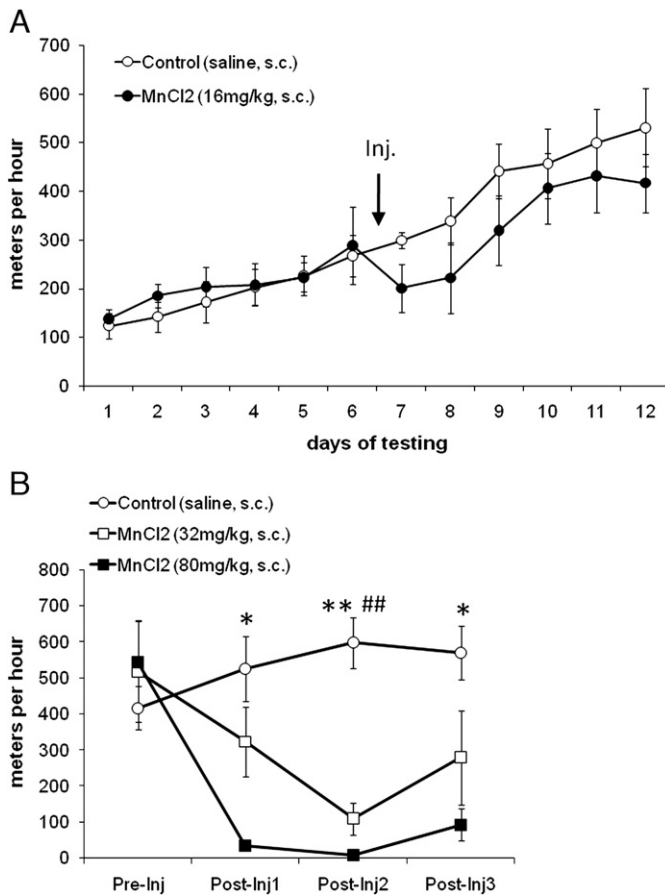 A
700
600
500
400
300
200
100
0
meters per hour
Control (saline, s.c.)
MnCl2 (16mg/kg, s.c.)
Inj.
1 2 3 4 5 6 7 8 9 10 11 12
days of testing
B
Control (saline, s.c.)
MnCl2 (32mg/kg, s.c.)
MnCl2 (80mg/kg, s.c.)
800
700
600
500
400
300
200
100
0
meters per hour
* ** ## *
Pre-Inj Post-Inj1 Post-Inj2 Post-Inj3